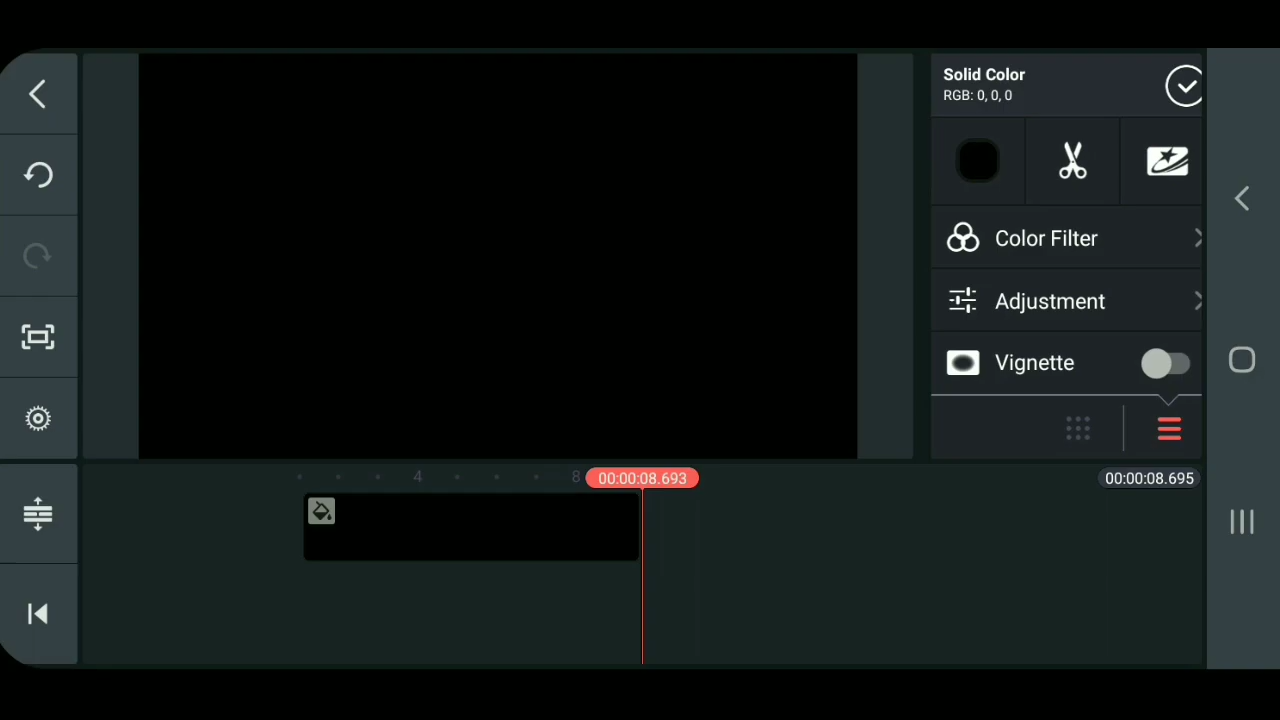 Solid Color
RGB: 0, 0, 0
Color Filter
Adjustment
Vignette
4
8
00:00:08.693
00:00:08.695